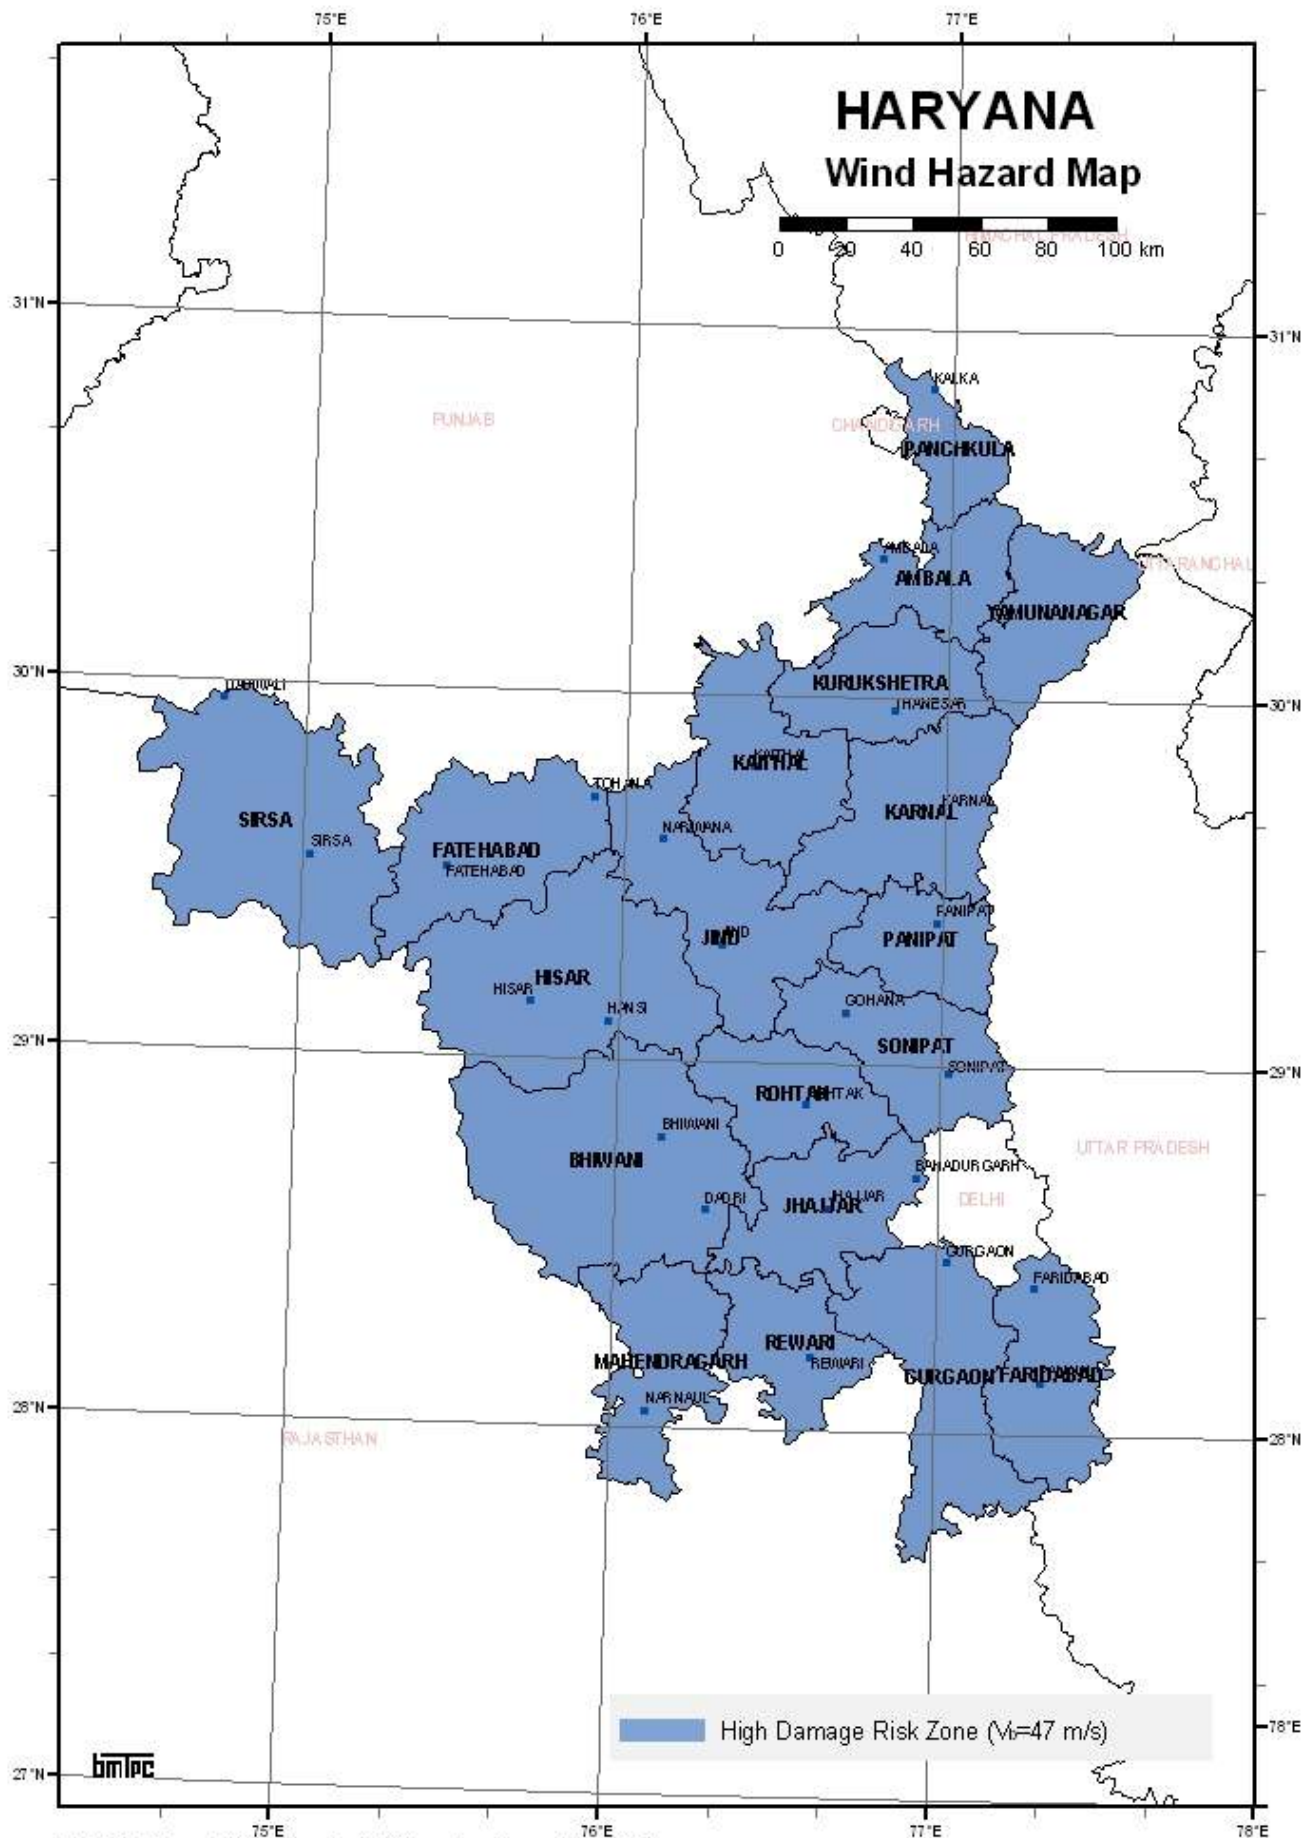 75°E 76°E 77°E
HARYANA
Wind Hazard Map
0 20 40 60 80 100 km
HIMACHAL PRADESH
31°N
31°N
KALKA
PUNJAB
CHANDIGARH
PANCHKULA
AMBALA
UTTARANCHAL
AMBALA
YAMUNANAGAR
30°N
KURUKSHETRA
30°N
THANESAR
KAITHAL
KAITHAL
TOHANA
KARNAL
KARNAL
SIRSA
NARWANA
SIRSA
FATEHABAD
FATEHABAD
PANIPAT
JIND
PANIPAT
HISAR
HISAR
GOHANA
HANSI
29°N
SONIPAT
SONIPAT
29°N
ROHTAK
BHIWANI
UTTAR PRADESH
BHIWANI
BAHADURGARH
DADRI
JHAJJAR
JHAJJAR
DELHI
GURGAON
FARIDABAD
REWARI
MAHENDRAGARH
REWARI
GURGAON
FARIDABAD
NARNAUL
28°N
RAJASTHAN
28°N
High Damage Risk Zone (Vb=47 m/s)
78°E
bmTPC
27°N
75°E 76°E 77°E 78°E